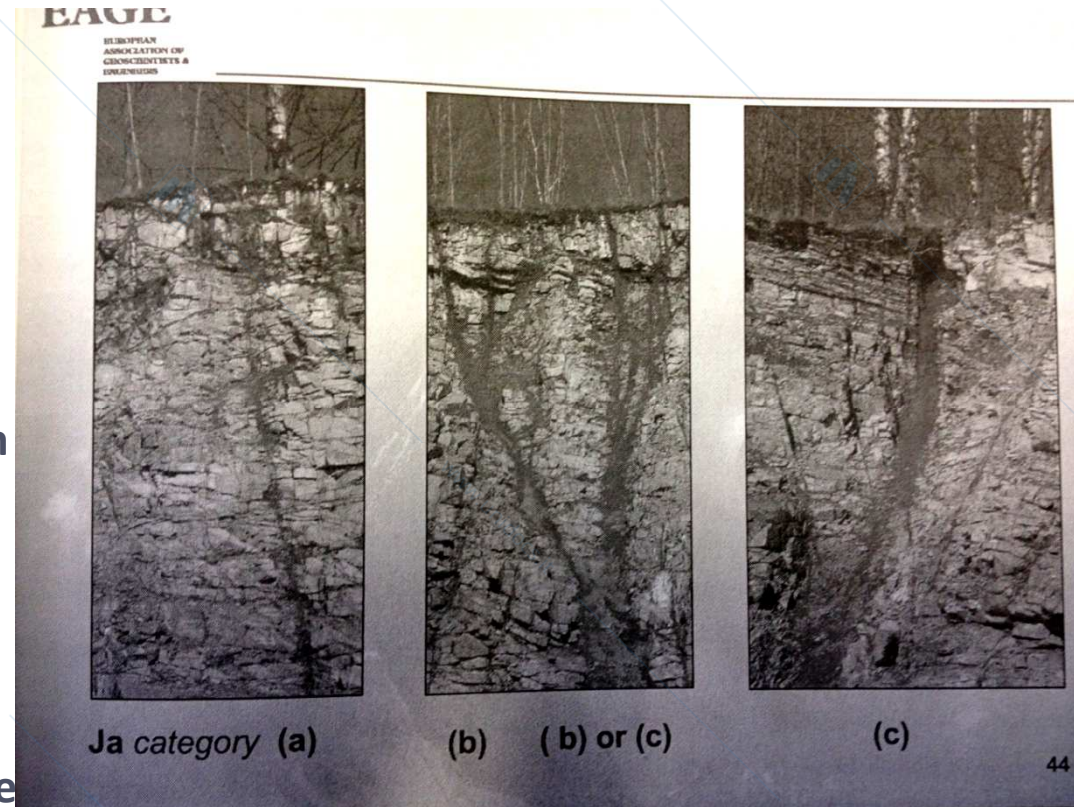 EAGE
EUROPEAN
ASSOCIATION OF
GEOSCIENTISTS &
ENGINEERS
Ja category (a)
(b)
( b) or (c)
(c)
44